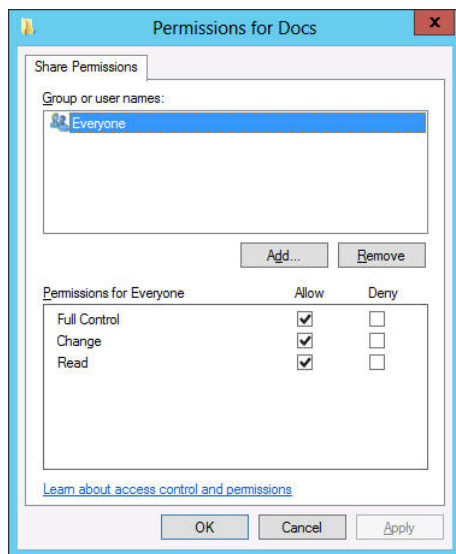 Permissions for Docs
x
Share Permissions
Group or user names:
Everyone
Add...
Remove
Permissions for Everyone Allow Deny
Full Control
Change
Read
Learn about access control and permissions
OK Cancel Apply